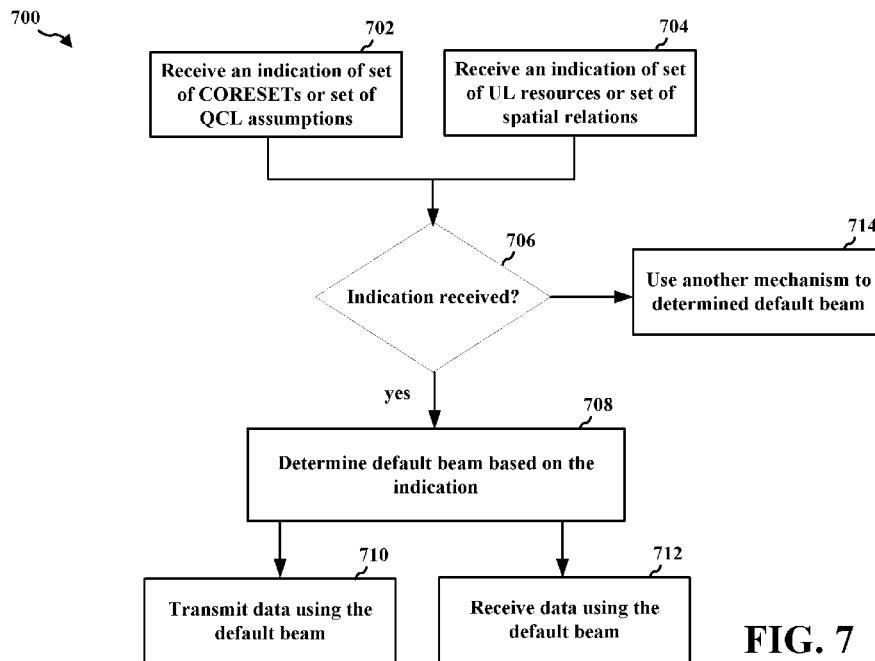 700
702
704
Receive an indication of set
of CORESETs or set of
QCL assumptions
Receive an indication of set
of UL resources or set of
spatial relations
706
714
Indication received?
Use another mechanism to
determined default beam
yes
708
Determine default beam based on the
indication
710
712
Transmit data using the
default beam
Receive data using the
default beam
FIG. 7